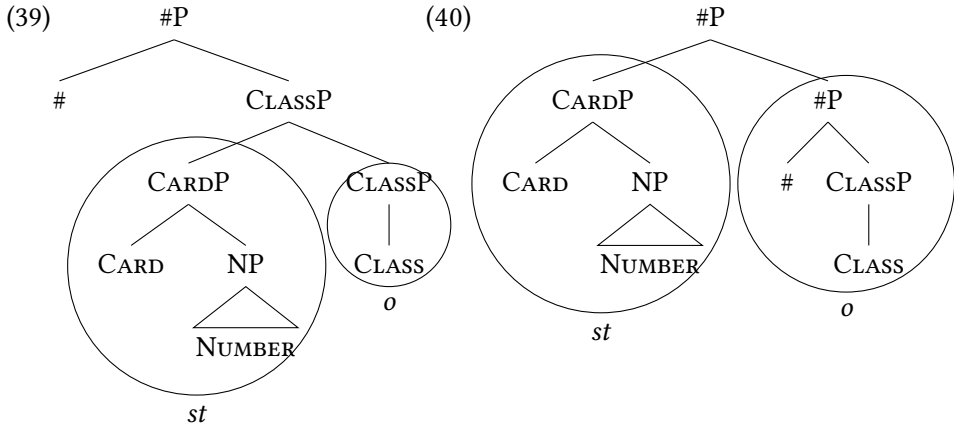 (39) #P
# CLASSP
CARDP CLASSP
CARD NP CLASS
o
NUMBER
st
(40) #P
CARDP #P
CARD NP # CLASSP
NUMBER CLASS
st o